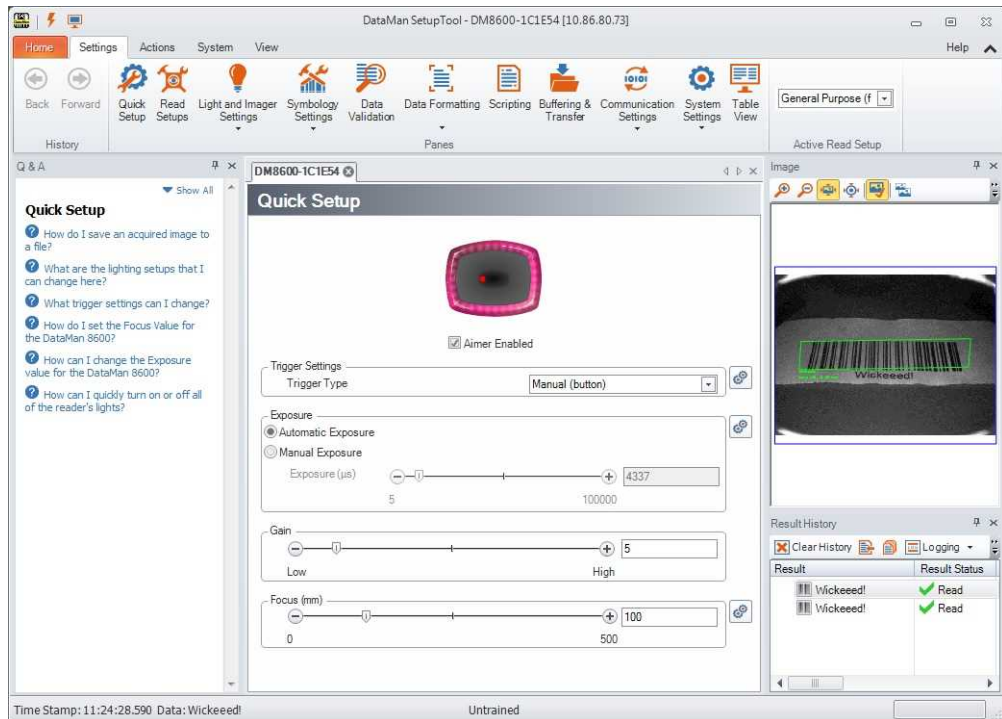 DataMan SetupTool - DM8600-1C1E54 [10.86.80.73]
Home Settings Actions System View Help
Back Forward
Quick Setup
Read Setups
Light and Imager Settings
Symbology Settings
Data Validation
Data Formatting
Scripting
Buffering & Transfer
Communication Settings
System Settings
Table View
General Purpose (f
History Panes Active Read Setup
Q & A
Show All
Quick Setup
How do I save an acquired image to
a file?
What are the lighting setups that I
can change here?
What trigger settings can I change?
How do I set the Focus Value for
the DataMan 8600?
How can I change the Exposure
value for the DataMan 8600?
How can I quickly turn on or off all
of the reader's lights?
DM8600-1C1E54
Quick Setup
Aimer Enabled
Trigger Settings
Trigger Type Manual (button)
Exposure
Automatic Exposure
Manual Exposure
Exposure (µs) 4337
5 100000
Gain
5
Low High
Focus (mm)
100
0 500
Image
Wickeeed!
Result History
Clear History Logging
Result Result Status
Wickeeed! Read
Wickeeed! Read
Time Stamp: 11:24:28.590 Data: Wickeeed! Untrained